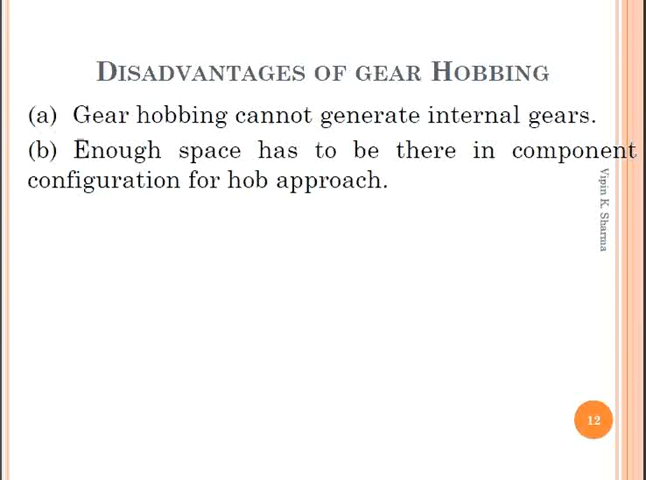 DISADVANTAGES OF GEAR HOBBING
(a) Gear hobbing cannot generate internal gears.
(b) Enough space has to be there in component
configuration for hob approach.
Vipin K. Sharma
12